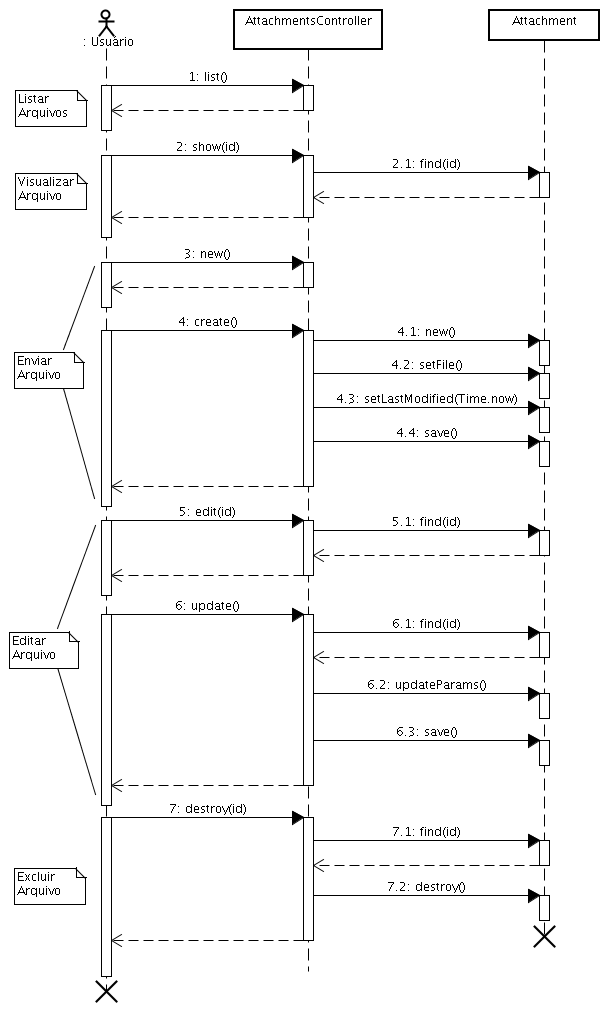 : Usuario
AttachmentsController
Attachment
1: list()
Listar
Arquivos
2: show(id)
2.1: find(id)
Visualizar
Arquivo
3: new()
4: create()
4.1: new()
Enviar
Arquivo
4.2: setFile()
4.3: setLastModified(Time.now)
4.4: save()
5: edit(id)
5.1: find(id)
6: update()
6.1: find(id)
Editar
Arquivo
6.2: updateParams()
6.3: save()
7: destroy(id)
7.1: find(id)
Excluir
Arquivo
7.2: destroy()